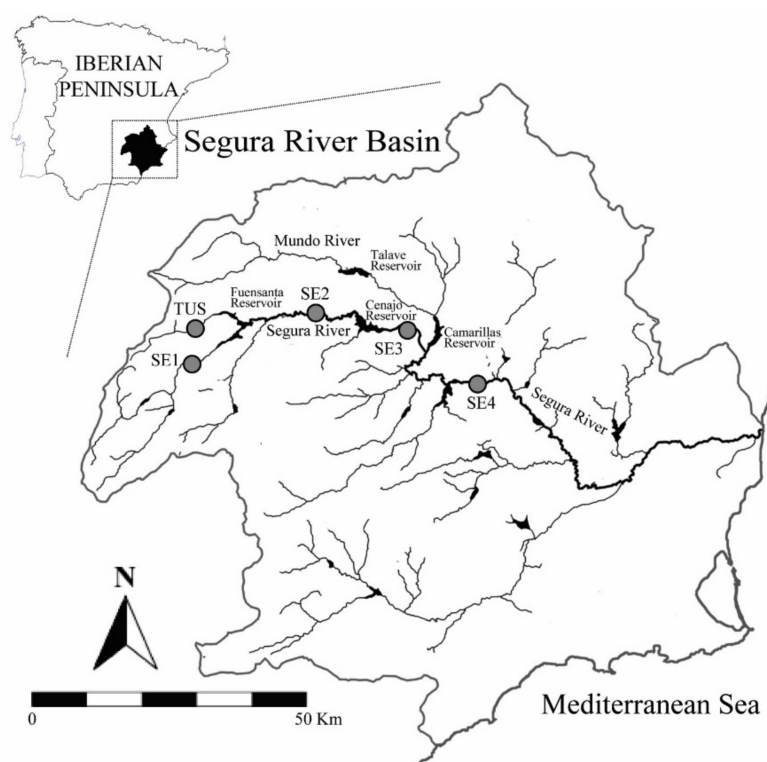 IBERIAN
PENINSULA
Segura River Basin
Mundo River
Talave
Reservoir
Fuensanta
Reservoir
SE2
TUS
Cenajo
Reservoir
Segura River
SE3
Camarillas
Reservoir
SE1
SE4
Segura River
N
0
50 Km
Mediterranean Sea